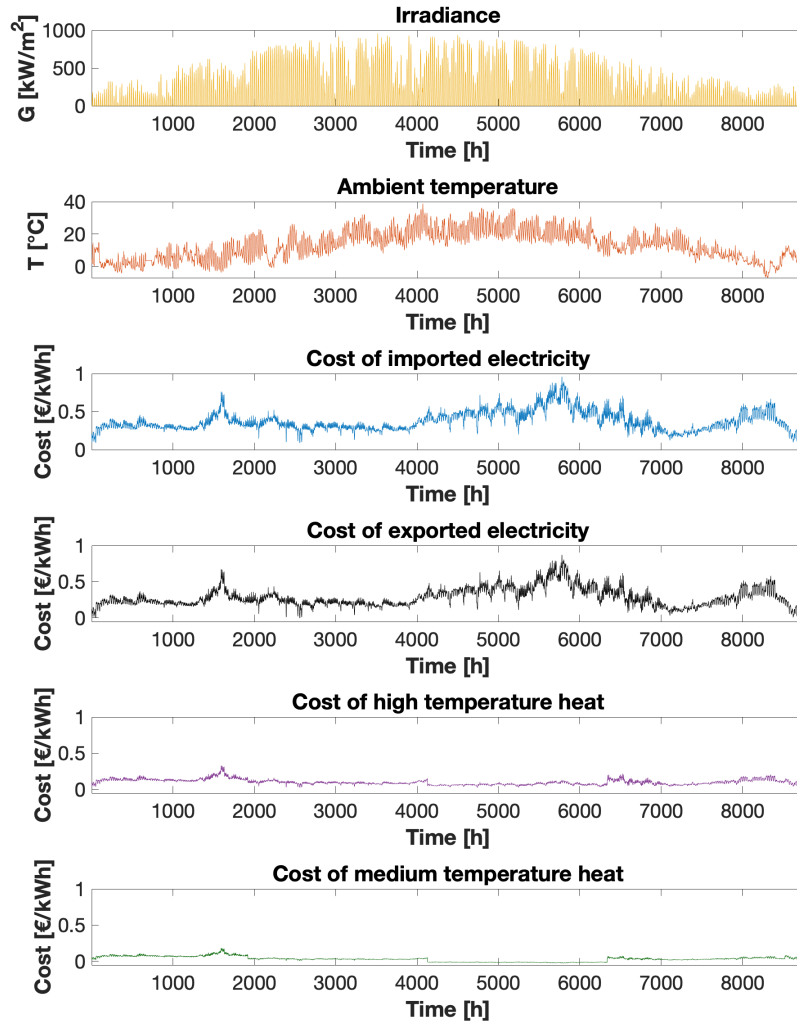 Irradiance
G [kW/m²]
1000
500
0
1000 2000 3000 4000 5000 6000 7000 8000
Time [h]
Ambient temperature
T [°C]
40
20
0
1000 2000 3000 4000 5000 6000 7000 8000
Time [h]
Cost of imported electricity
Cost [€/kWh]
1
0.5
0
1000 2000 3000 4000 5000 6000 7000 8000
Time [h]
Cost of exported electricity
Cost [€/kWh]
1
0.5
0
1000 2000 3000 4000 5000 6000 7000 8000
Time [h]
Cost of high temperature heat
Cost [€/kWh]
1
0.5
0
1000 2000 3000 4000 5000 6000 7000 8000
Time [h]
Cost of medium temperature heat
Cost [€/kWh]
1
0.5
0
1000 2000 3000 4000 5000 6000 7000 8000
Time [h]